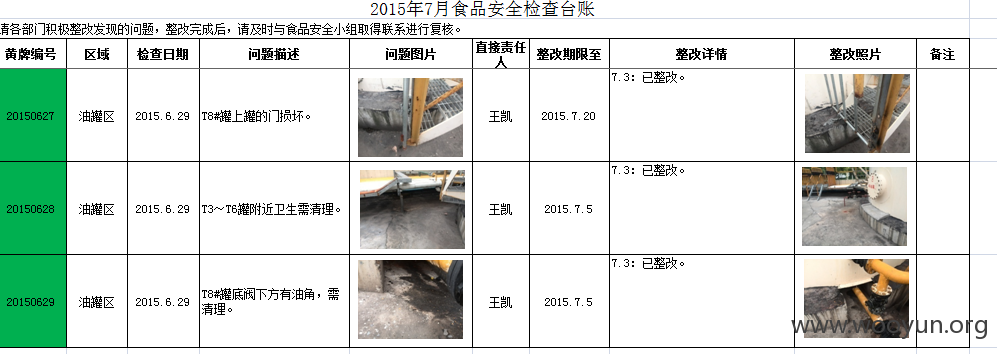 2015年7月食品安全检查台账
请各部门积极整改发现的问题，整改完成后，请及时与食品安全小组取得联系进行复核。
黄牌编号 区域 检查日期 问题描述 问题图片 直接责任人 整改期限至 整改详情 整改照片 备注
20150627 油罐区 2015.6.29 T8#罐上罐的门损坏。 王凯 2015.7.20 7.3：已整改。
20150628 油罐区 2015.6.29 T3～T6罐附近卫生需清理。 王凯 2015.7.5 7.3：已整改。
20150629 油罐区 2015.6.29 T8#罐底阀下方有油角，需清理。 王凯 2015.7.5 7.3：已整改。
www.wooyun.org